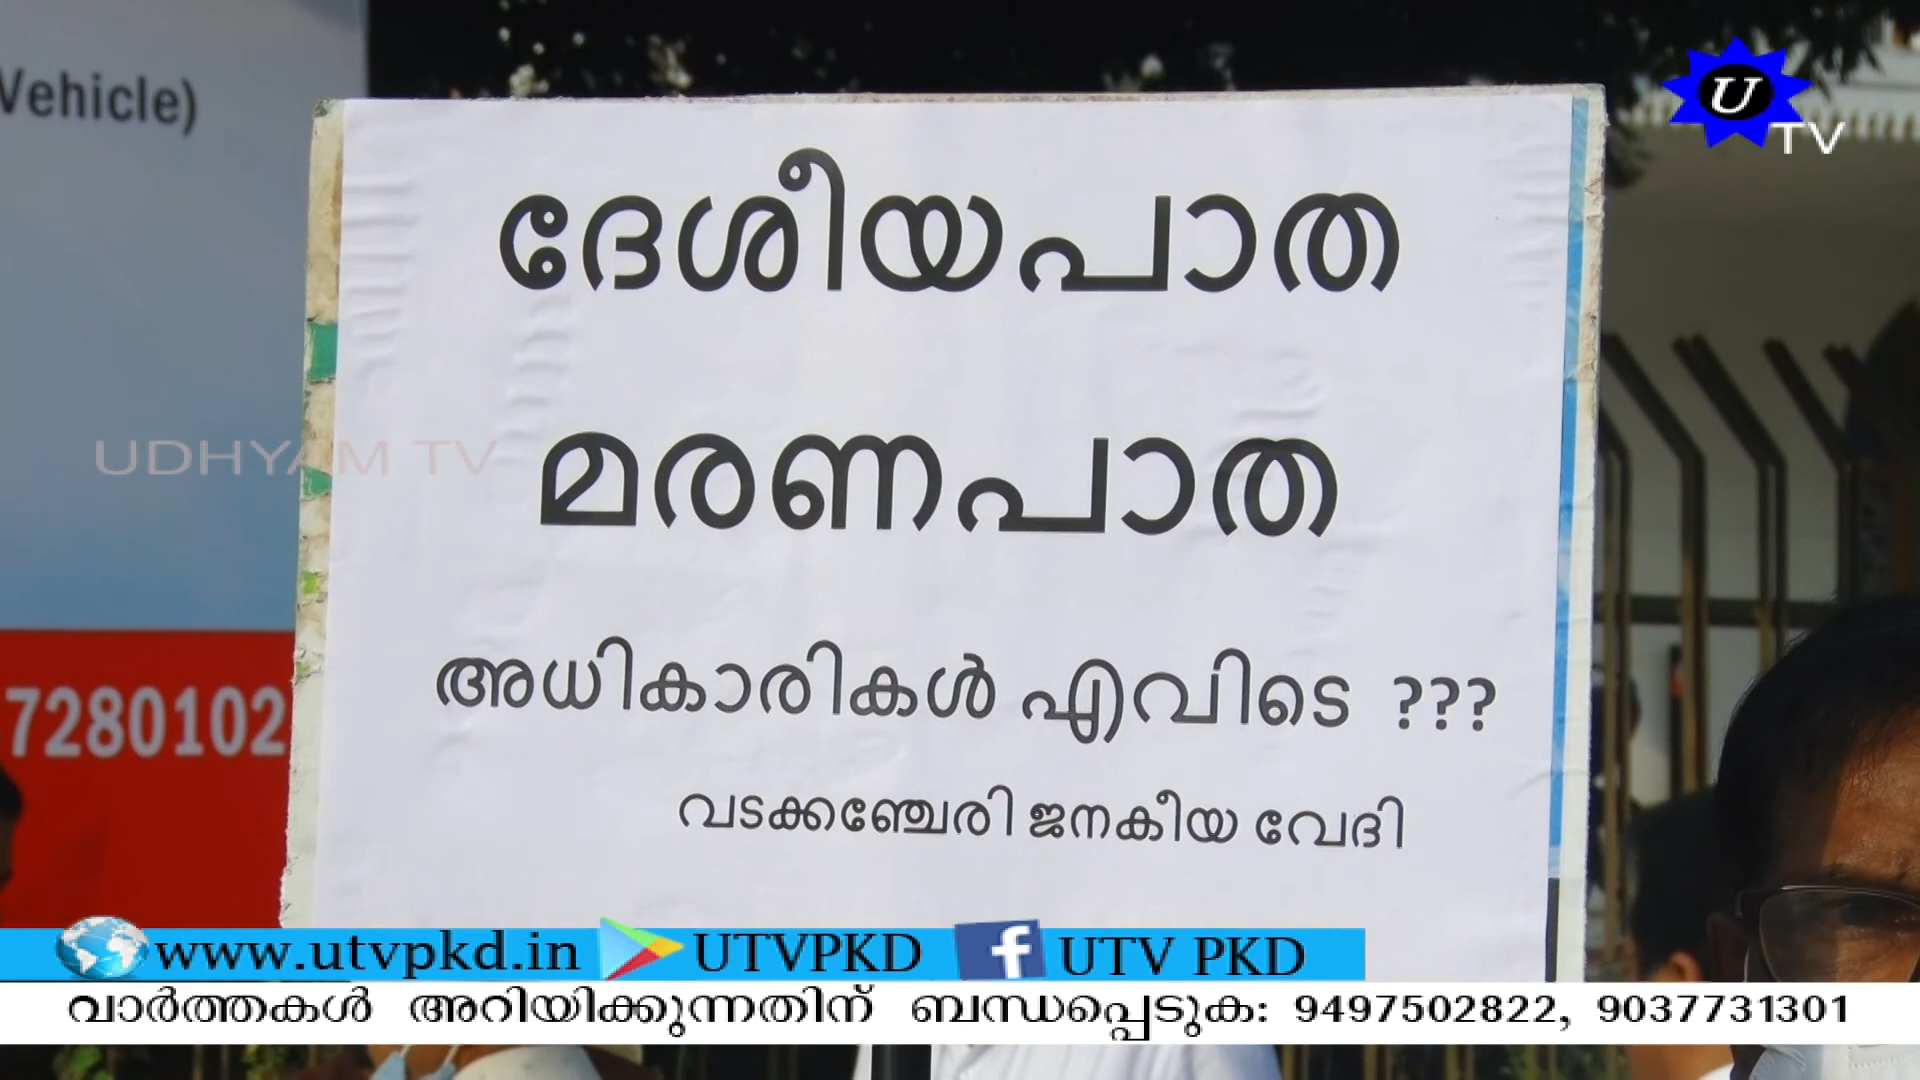 Vehicle)
U
TV
ദേശീയപാത
മരണപാത
UDHYAM TV
അധികാരികൾ എവിടെ ???
7280102
വടക്കഞ്ചേരി ജനകീയ വേദി
www.utvpkd.in UTVPKD UTV PKD
വാർത്തകൾ അറിയിക്കുന്നതിന് ബന്ധപ്പെടുക: 9497502822, 9037731301